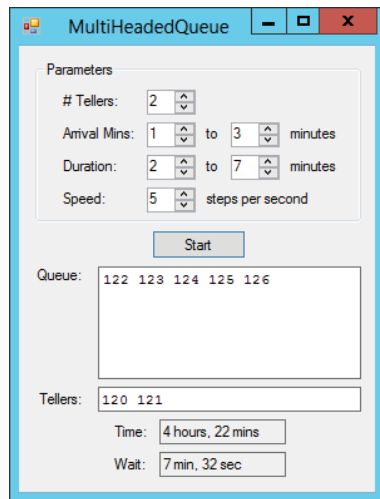 MultiHeadedQueue
Parameters
# Tellers: 2
Arrival Mins: 1 to 3 minutes
Duration: 2 to 7 minutes
Speed: 5 steps per second
Start
Queue: 122 123 124 125 126
Tellers: 120 121
Time: 4 hours, 22 mins
Wait: 7 min, 32 sec